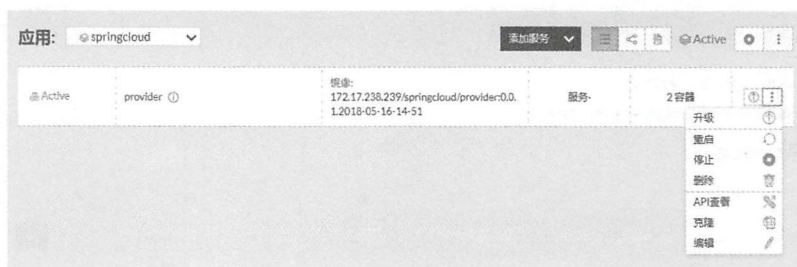 应用: springcloud
添加服务
Active
Active
provider
镜像:
172.17.238.239/springcloud/provider:0.0.
1.2018-05-16-14-51
服务-
2容器
升级
重启
停止
删除
API查看
克隆
编辑